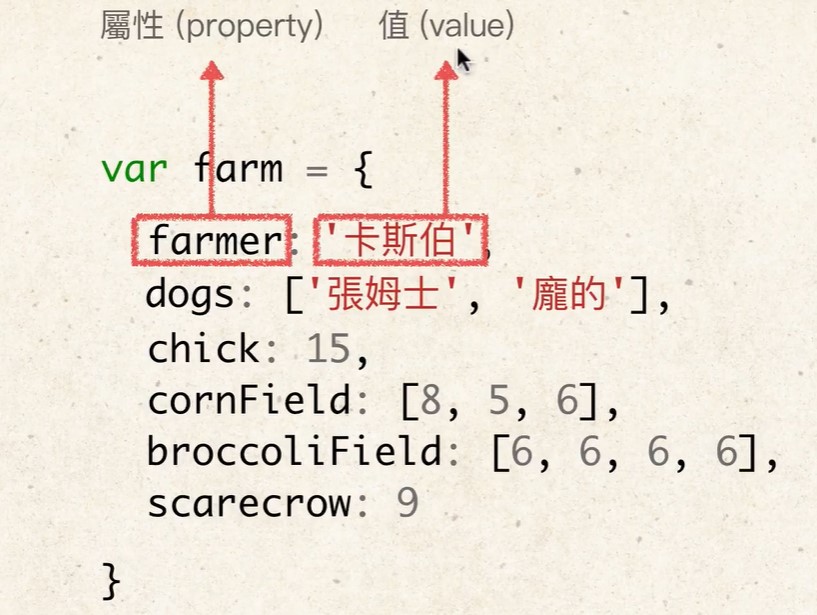 屬性 (property) 值 (value)
var farm = {
farmer: '卡斯伯',
dogs: ['張姆士', '龐的'],
chick: 15,
cornField: [8, 5, 6],
broccoliField: [6, 6, 6, 6],
scarecrow: 9
}